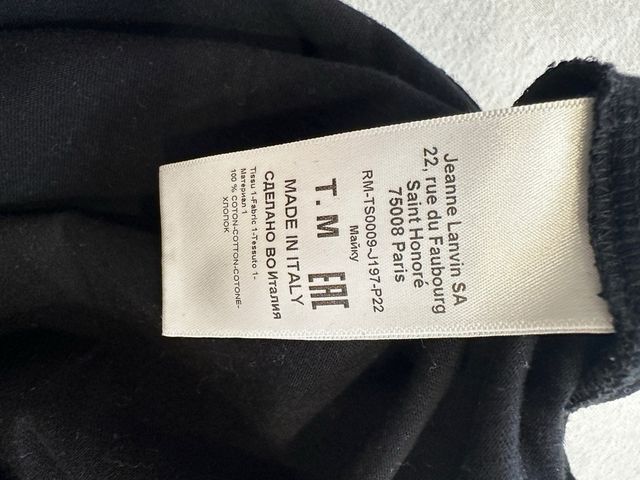 Jeanne Lanvin SA
22, rue du Faubourg
Saint Honoré
75008 Paris
RM-TS0009-J197-P22
Майку
T. M EAC
MADE IN ITALY
СДЕЛАНО ВО Италия
Tissu 1-Fabric 1-Tessuto 1-
Материал 1
100 % COTON-COTTON-COTONE-
ХЛОПОК